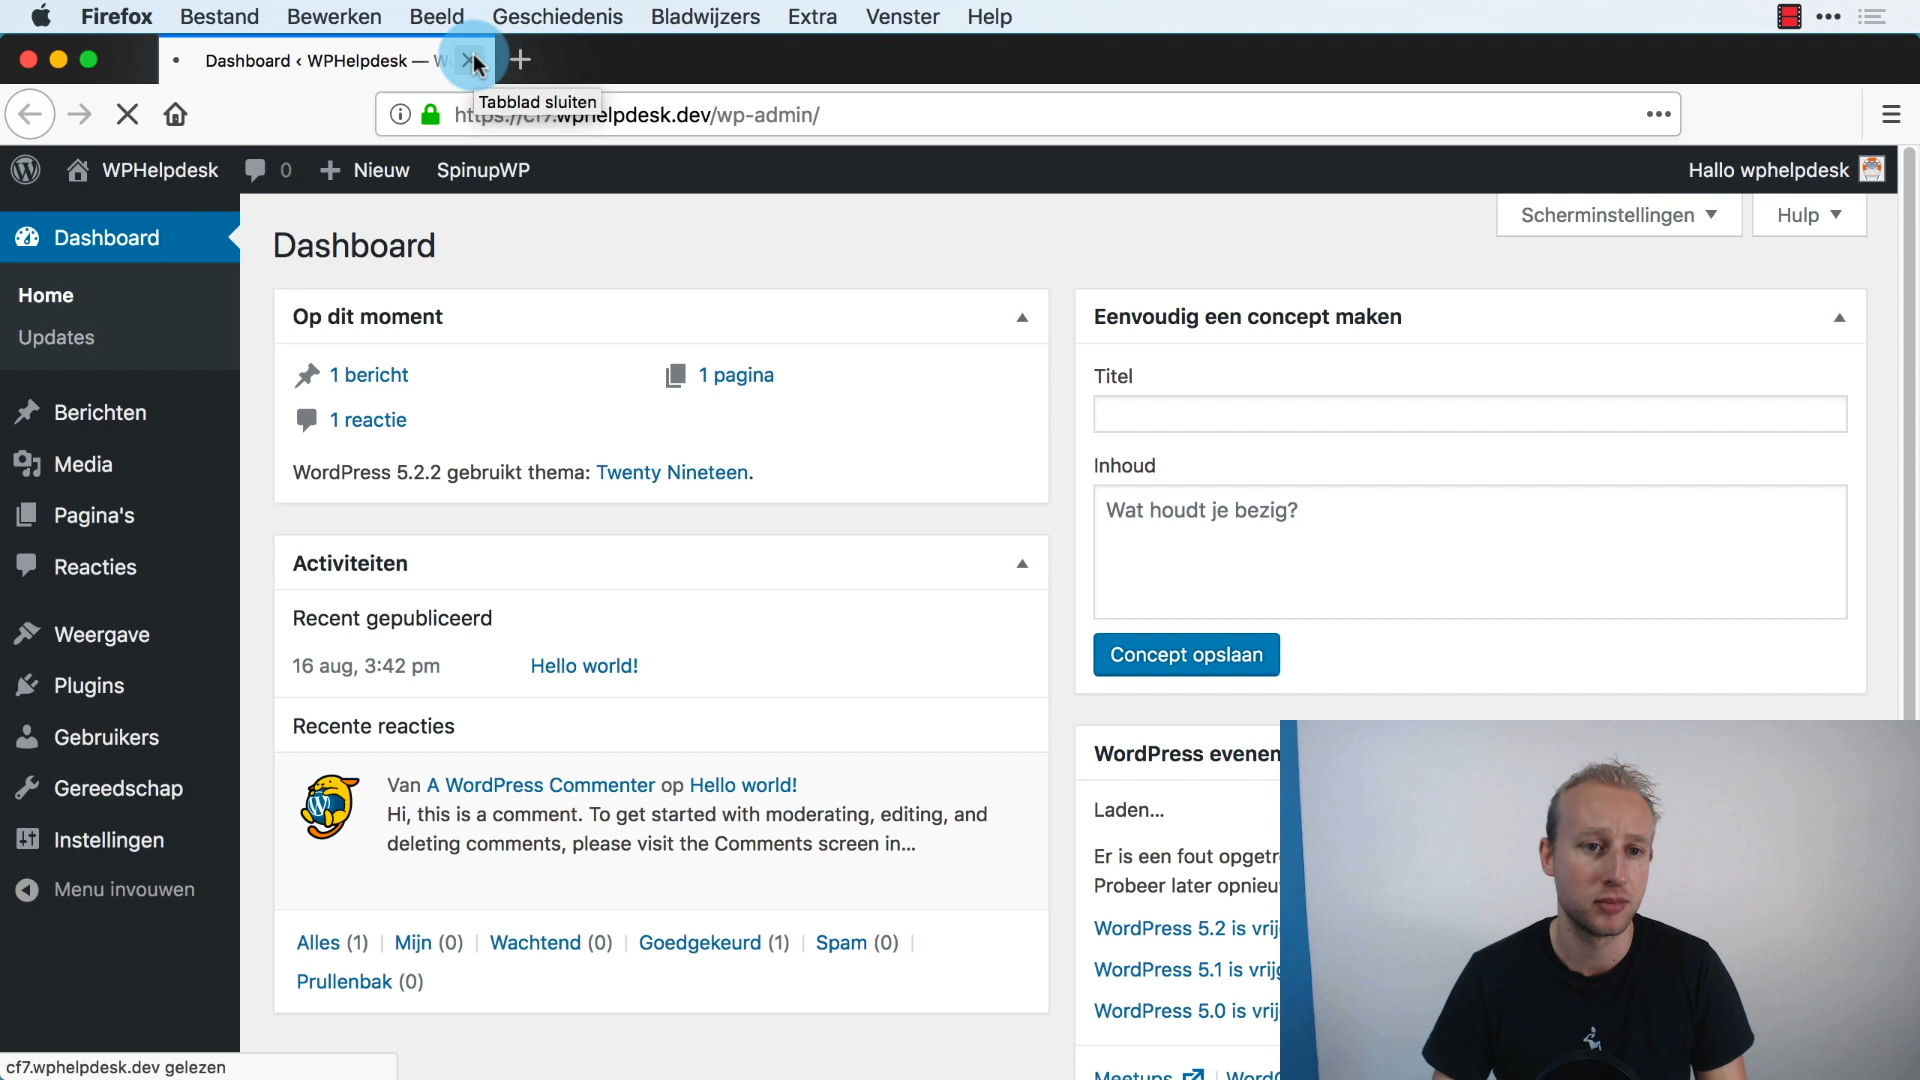 Firefox Bestand Bewerken Beeld Geschiedenis Bladwijzers Extra Venster Help
Dashboard ‹ WPHelpdesk —
Tabblad sluiten
https://cf7.wphelpdesk.dev/wp-admin/
WPHelpdesk 0 Nieuw SpinupWP Hallo wphelpdesk
Scherminstellingen Hulp
Dashboard
Home
Updates
Berichten
Media
Pagina's
Reacties
Weergave
Plugins
Gebruikers
Gereedschap
Instellingen
Menu invouwen
Dashboard
Op dit moment
1 bericht 1 pagina
1 reactie
WordPress 5.2.2 gebruikt thema: Twenty Nineteen.
Activiteiten
Recent gepubliceerd
16 aug, 3:42 pm Hello world!
Recente reacties
Van A WordPress Commenter op Hello world!
Hi, this is a comment. To get started with moderating, editing, and
deleting comments, please visit the Comments screen in...
Alles (1) | Mijn (0) | Wachtend (0) | Goedgekeurd (1) | Spam (0) |
Prullenbak (0)
Eenvoudig een concept maken
Titel
Inhoud
Wat houdt je bezig?
Concept opslaan
WordPress evenen
Laden...
Er is een fout opgetr
Probeer later opnieu
WordPress 5.2 is vrij
WordPress 5.1 is vrijg
WordPress 5.0 is vrij
Meetups | Word
cf7.wphelpdesk.dev gelezen